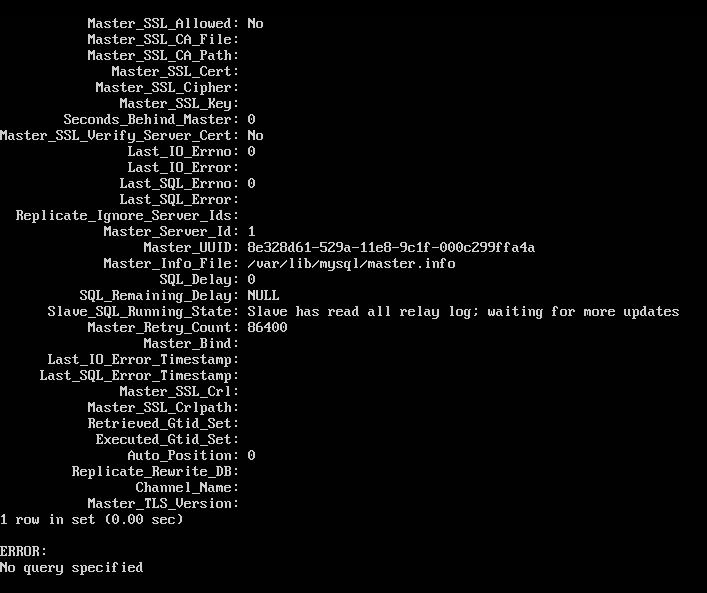 Master_SSL_Allowed: No
Master_SSL_CA_File:
Master_SSL_CA_Path:
Master_SSL_Cert:
Master_SSL_Cipher:
Master_SSL_Key:
Seconds_Behind_Master: 0
Master_SSL_Verify_Server_Cert: No
Last_IO_Errno: 0
Last_IO_Error:
Last_SQL_Errno: 0
Last_SQL_Error:
Replicate_Ignore_Server_Ids:
Master_Server_Id: 1
Master_UUID: 8e328d61-529a-11e8-9c1f-000c299ffa4a
Master_Info_File: /var/lib/mysql/master.info
SQL_Delay: 0
SQL_Remaining_Delay: NULL
Slave_SQL_Running_State: Slave has read all relay log; waiting for more updates
Master_Retry_Count: 86400
Master_Bind:
Last_IO_Error_Timestamp:
Last_SQL_Error_Timestamp:
Master_SSL_Crl:
Master_SSL_Crlpath:
Retrieved_Gtid_Set:
Executed_Gtid_Set:
Auto_Position: 0
Replicate_Rewrite_DB:
Channel_Name:
Master_TLS_Version:
1 row in set (0.00 sec)
ERROR:
No query specified